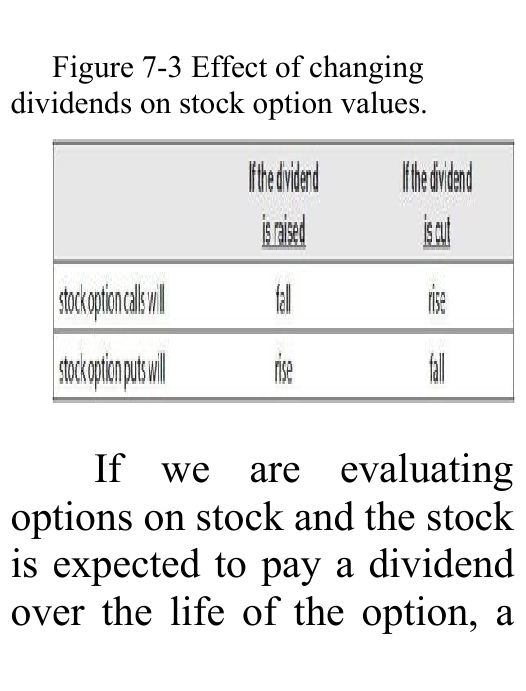 Figure 7-3 Effect of changing
dividends on stock option values.
If the dividend If the dividend
is raised is cut
stock option calls will fall rise
stock option puts will rise fall
If we are evaluating
options on stock and the stock
is expected to pay a dividend
over the life of the option, a